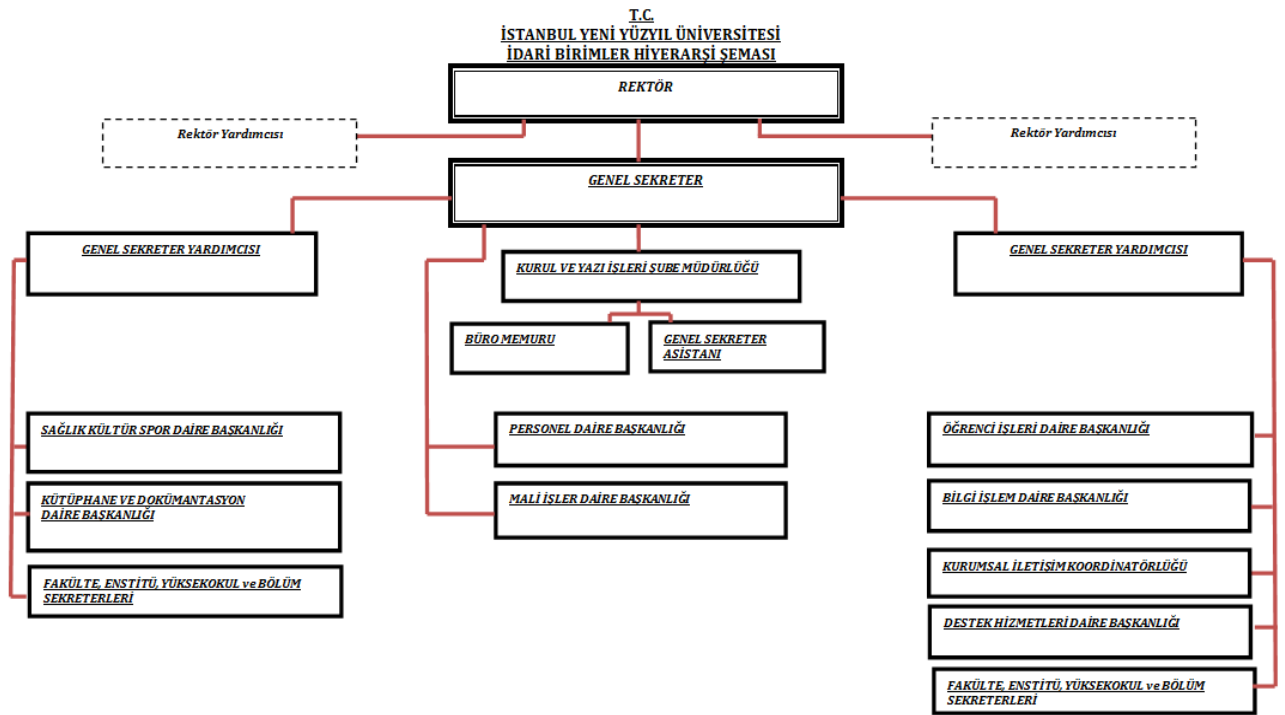 T.C.
İSTANBUL YENİ YÜZYIL ÜNİVERSİTESİ
İDARİ BİRİMLER HİYERARŞİ ŞEMASI
REKTÖR
Rektör Yardımcısı
Rektör Yardımcısı
GENEL SEKRETER
GENEL SEKRETER YARDIMCISI
KURUL VE YAZI İŞLERİ ŞUBE MÜDÜRLÜĞÜ
GENEL SEKRETER YARDIMCISI
BÜRO MEMURU
GENEL SEKRETER
ASİSTANI
SAĞLIK KÜLTÜR SPOR DAİRE BAŞKANLIĞI
KÜTÜPHANE VE DOKÜMANTASYON
DAİRE BAŞKANLIĞI
FAKÜLTE, ENSTİTÜ, YÜKSEKOKUL ve BÖLÜM
SEKRETERLERİ
PERSONEL DAİRE BAŞKANLIĞI
MALİ İŞLER DAİRE BAŞKANLIĞI
ÖĞRENCİ İŞLERİ DAİRE BAŞKANLIĞI
BİLGİ İŞLEM DAİRE BAŞKANLIĞI
KURUMSAL İLETİŞİM KOORDİNATÖRLÜĞÜ
DESTEK HİZMETLERİ DAİRE BAŞKANLIĞI
FAKÜLTE, ENSTİTÜ, YÜKSEKOKUL ve BÖLÜM
SEKRETERLERİ